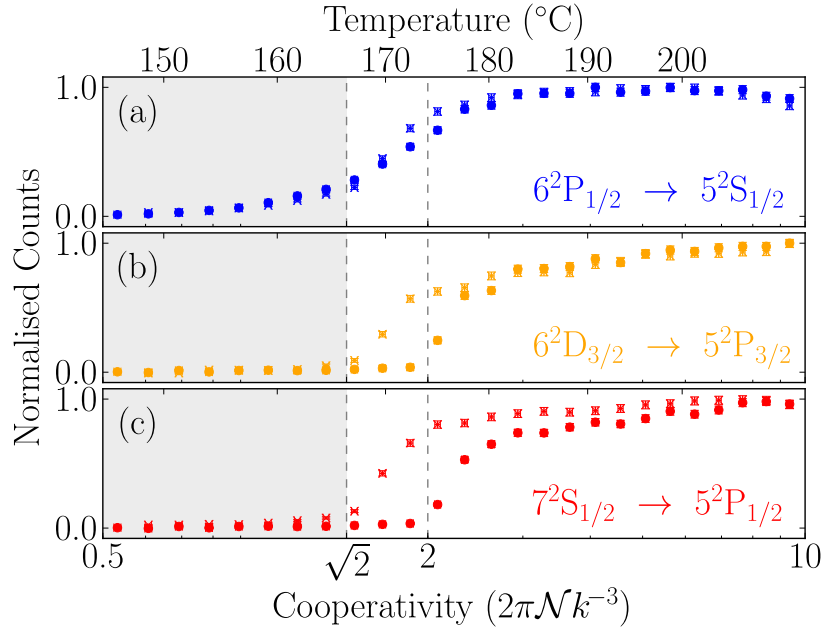 Temperature (°C)
150 160 170 180 190 200
Normalised Counts
1.0
(a)
6²P₁/₂ → 5²S₁/₂
0.0
1.0
(b)
6²D₃/₂ → 5²P₃/₂
0.0
1.0
(c)
7²S₁/₂ → 5²P₁/₂
0.0
0.5 √2 2 10
Cooperativity (2π𝒩k⁻³)